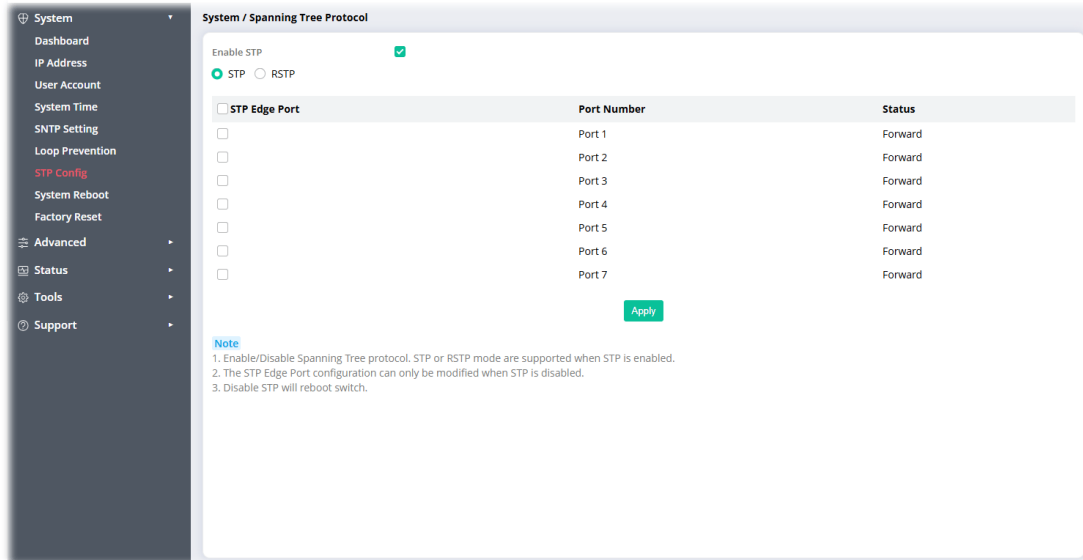 System
Dashboard
IP Address
User Account
System Time
SNTP Setting
Loop Prevention
STP Config
System Reboot
Factory Reset
Advanced
Status
Tools
Support
System / Spanning Tree Protocol
Enable STP
STP RSTP
STP Edge Port Port Number Status
Port 1 Forward
Port 2 Forward
Port 3 Forward
Port 4 Forward
Port 5 Forward
Port 6 Forward
Port 7 Forward
Apply
Note
1. Enable/Disable Spanning Tree protocol. STP or RSTP mode are supported when STP is enabled.
2. The STP Edge Port configuration can only be modified when STP is disabled.
3. Disable STP will reboot switch.